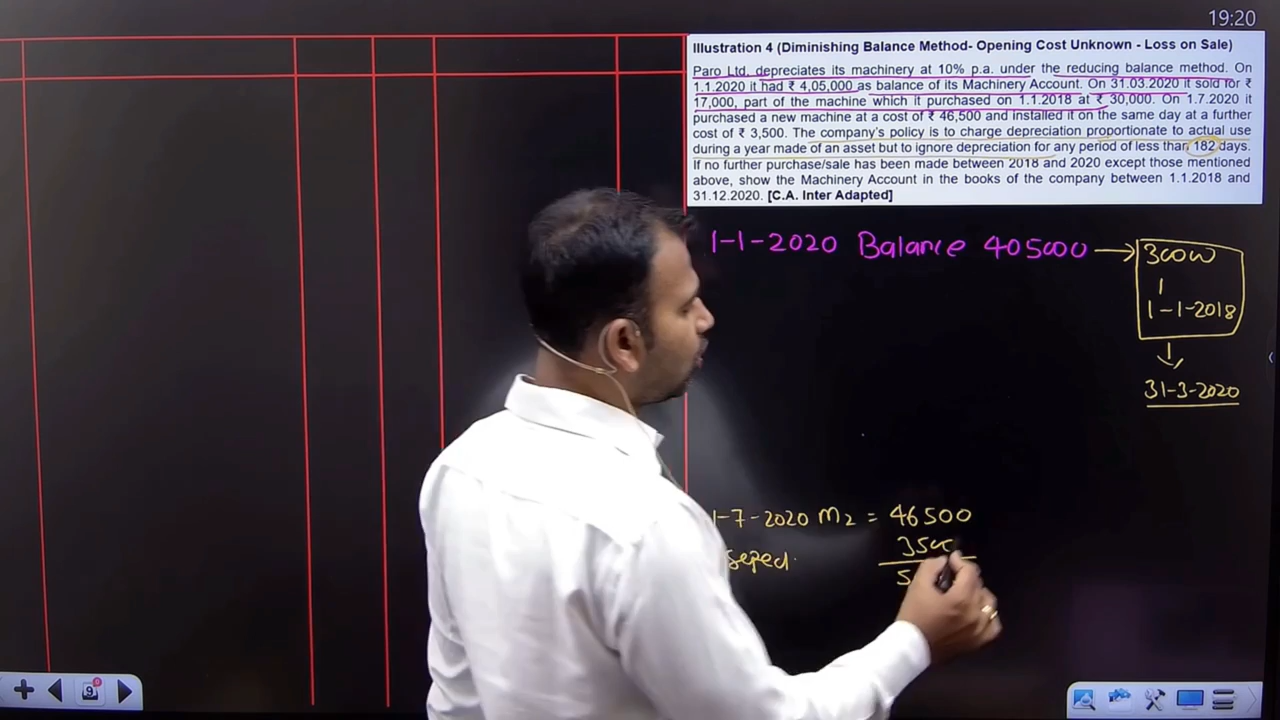 19:20
Illustration 4 (Diminishing Balance Method- Opening Cost Unknown - Loss on Sale)
Paro Ltd. depreciates its machinery at 10% p.a. under the reducing balance method. On
1.1.2020 it had ₹ 4,05,000 as balance of its Machinery Account. On 31.03.2020 it sold for ₹
17,000, part of the machine which it purchased on 1.1.2018 at ₹ 30,000. On 1.7.2020 it
purchased a new machine at a cost of ₹ 46,500 and installed it on the same day at a further
cost of ₹ 3,500. The company's policy is to charge depreciation proportionate to actual use
during a year made of an asset but to ignore depreciation for any period of less than 182 days.
If no further purchase/sale has been made between 2018 and 2020 except those mentioned
above, show the Machinery Account in the books of the company between 1.1.2018 and
31.12.2020. [C.A. Inter Adapted]
1-1-2020 Balance 405000
30000
1-1-2018
31-3-2020
1-7-2020 M2 = 46500
9